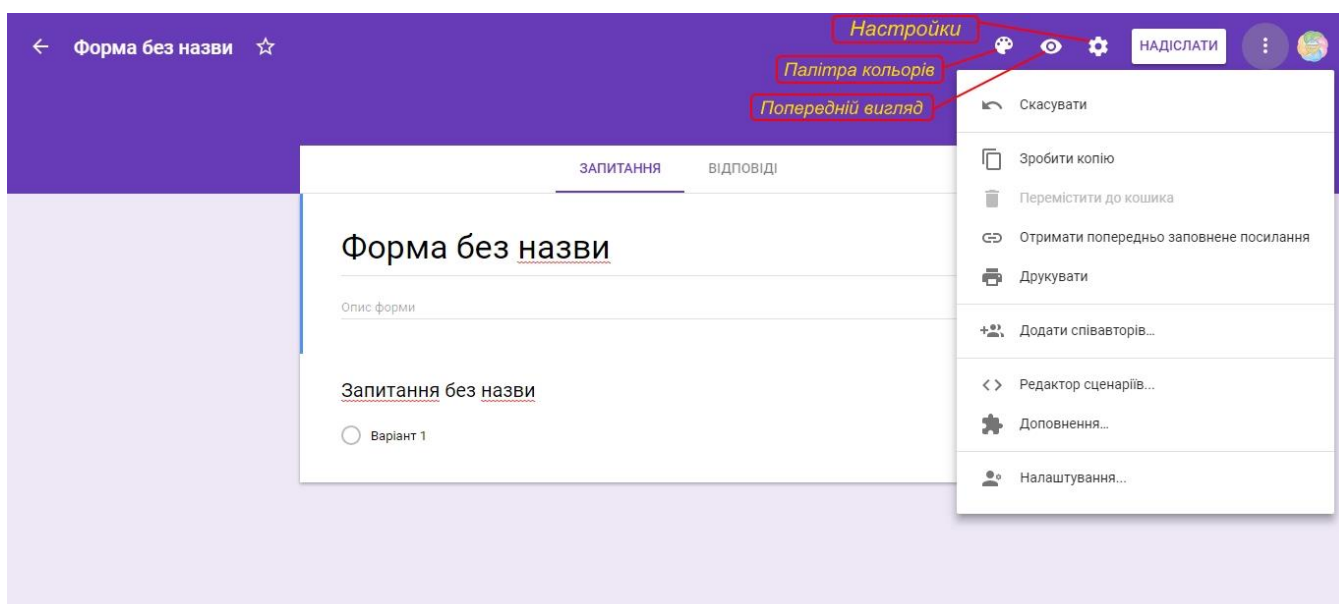 Форма без назви
Настройки
Палітра кольорів
Попередній вигляд
НАДІСЛАТИ
ЗАПИТАННЯ
ВІДПОВІДІ
Форма без назви
Опис форми
Запитання без назви
Варіант 1
Скасувати
Зробити копію
Перемістити до кошика
Отримати попередньо заповнене посилання
Друкувати
Додати співавторів...
Редактор сценаріїв...
Доповнення...
Налаштування...